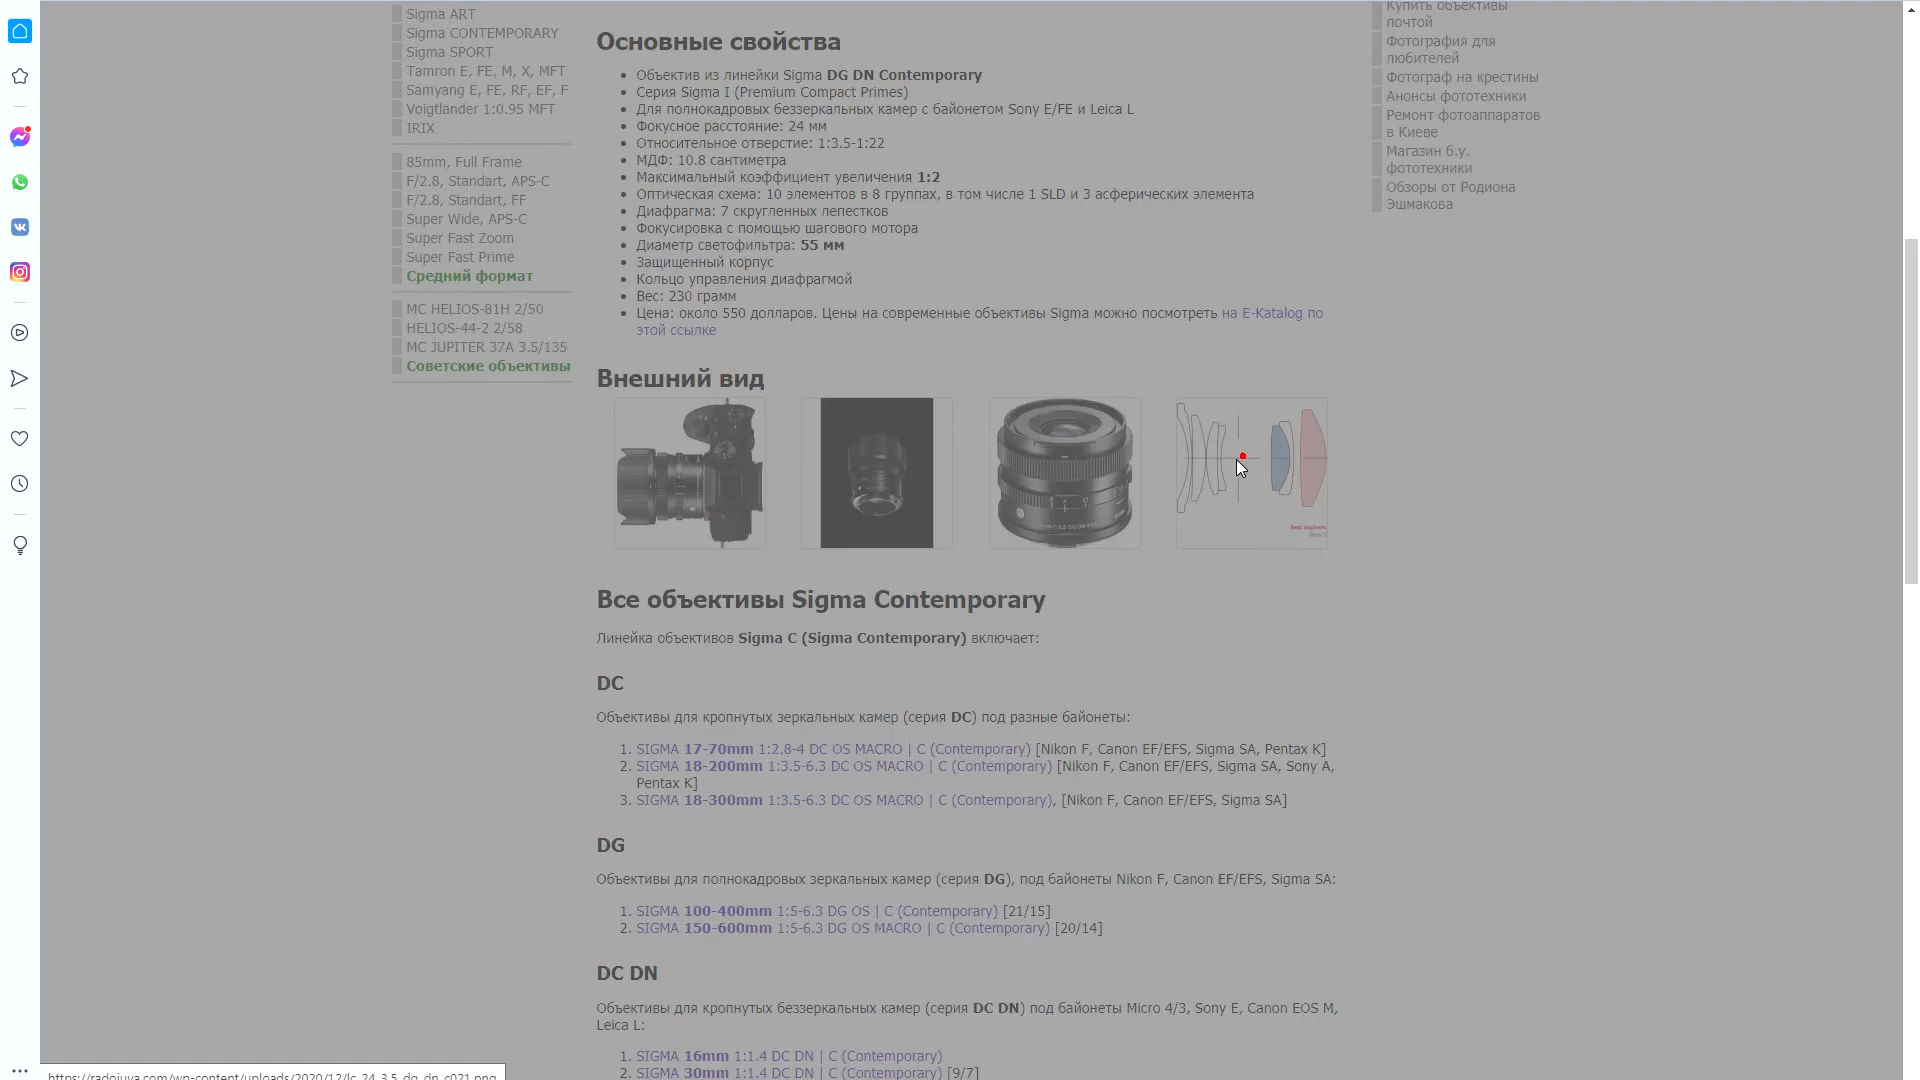 Sigma ART
Sigma CONTEMPORARY
Sigma SPORT
Tamron E, FE, M, X, MFT
Samyang E, FE, RF, EF, F
Voigtlander 1:0.95 MFT
IRIX
85mm, Full Frame
F/2.8, Standart, APS-C
F/2.8, Standart, FF
Super Wide, APS-C
Super Fast Zoom
Super Fast Prime
Средний формат
МС HELIOS-81H 2/50
HELIOS-44-2 2/58
MC JUPITER 37A 3.5/135
Советские объективы
Основные свойства
Объектив из линейки Sigma DG DN Contemporary
Серия Sigma I (Premium Compact Primes)
Для полнокадровых беззеркальных камер с байонетом Sony E/FE и Leica L
Фокусное расстояние: 24 мм
Относительное отверстие: 1:3.5-1:22
МДФ: 10.8 сантиметра
Максимальный коэффициент увеличения 1:2
Оптическая схема: 10 элементов в 8 группах, в том числе 1 SLD и 3 асферических элемента
Диафрагма: 7 скругленных лепестков
Фокусировка с помощью шагового мотора
Диаметр светофильтра: 55 мм
Защищенный корпус
Кольцо управления диафрагмой
Вес: 230 грамм
Цена: около 550 долларов. Цены на современные объективы Sigma можно посмотреть на E-Katalog по
этой ссылке
Внешний вид
Все объективы Sigma Contemporary
Линейка объективов Sigma C (Sigma Contemporary) включает:
DC
Объективы для кропнутых зеркальных камер (серия DC) под разные байонеты:
1. SIGMA 17-70mm 1:2.8-4 DC OS MACRO | C (Contemporary) [Nikon F, Canon EF/EFS, Sigma SA, Pentax K]
2. SIGMA 18-200mm 1:3.5-6.3 DC OS MACRO | C (Contemporary) [Nikon F, Canon EF/EFS, Sigma SA, Sony A,
Pentax K]
3. SIGMA 18-300mm 1:3.5-6.3 DC OS MACRO | C (Contemporary), [Nikon F, Canon EF/EFS, Sigma SA]
DG
Объективы для полнокадровых зеркальных камер (серия DG), под байонеты Nikon F, Canon EF/EFS, Sigma SA:
1. SIGMA 100-400mm 1:5-6.3 DG OS | C (Contemporary) [21/15]
2. SIGMA 150-600mm 1:5-6.3 DG OS MACRO | C (Contemporary) [20/14]
DC DN
Объективы для кропнутых беззеркальных камер (серия DC DN) под байонеты Micro 4/3, Sony E, Canon EOS M,
Leica L:
1. SIGMA 16mm 1:1.4 DC DN | C (Contemporary)
2. SIGMA 30mm 1:1.4 DC DN | C (Contemporary) [9/7]
Купить объективы
почтой
Фотография для
любителей
Фотограф на крестины
Анонсы фототехники
Ремонт фотоаппаратов
в Киеве
Магазин б.у.
фототехники
Обзоры от Родиона
Эшмакова
https://radojuva.com/wp-content/uploads/2020/12/lc_24_3.5_dg_dn_c021.png